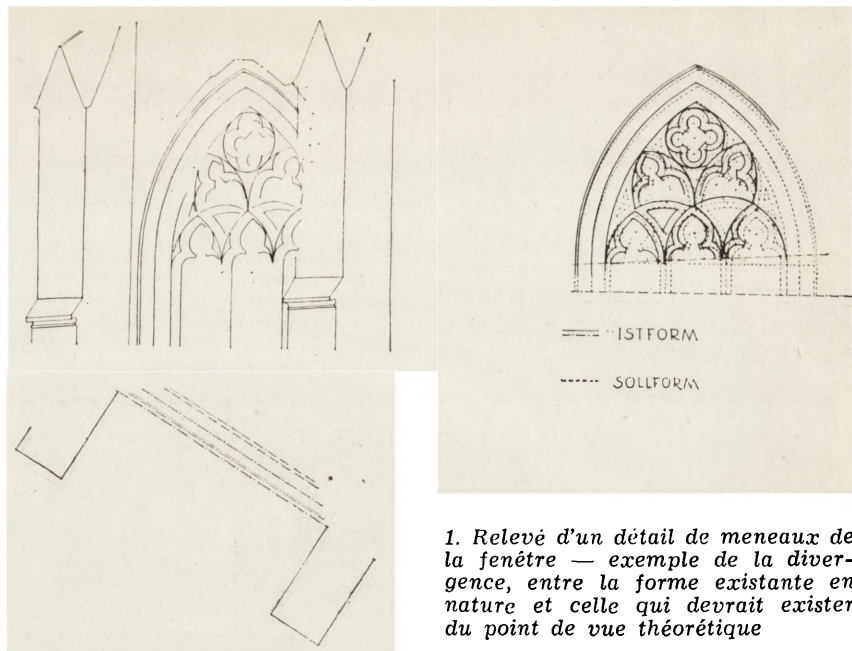 ISTFORM
SOLLFORM
1. Relevé d'un détail de meneaux de
la fenêtre — exemple de la diver-
gence, entre la forme existante en
nature et celle qui devrait exister
du point de vue théorétique